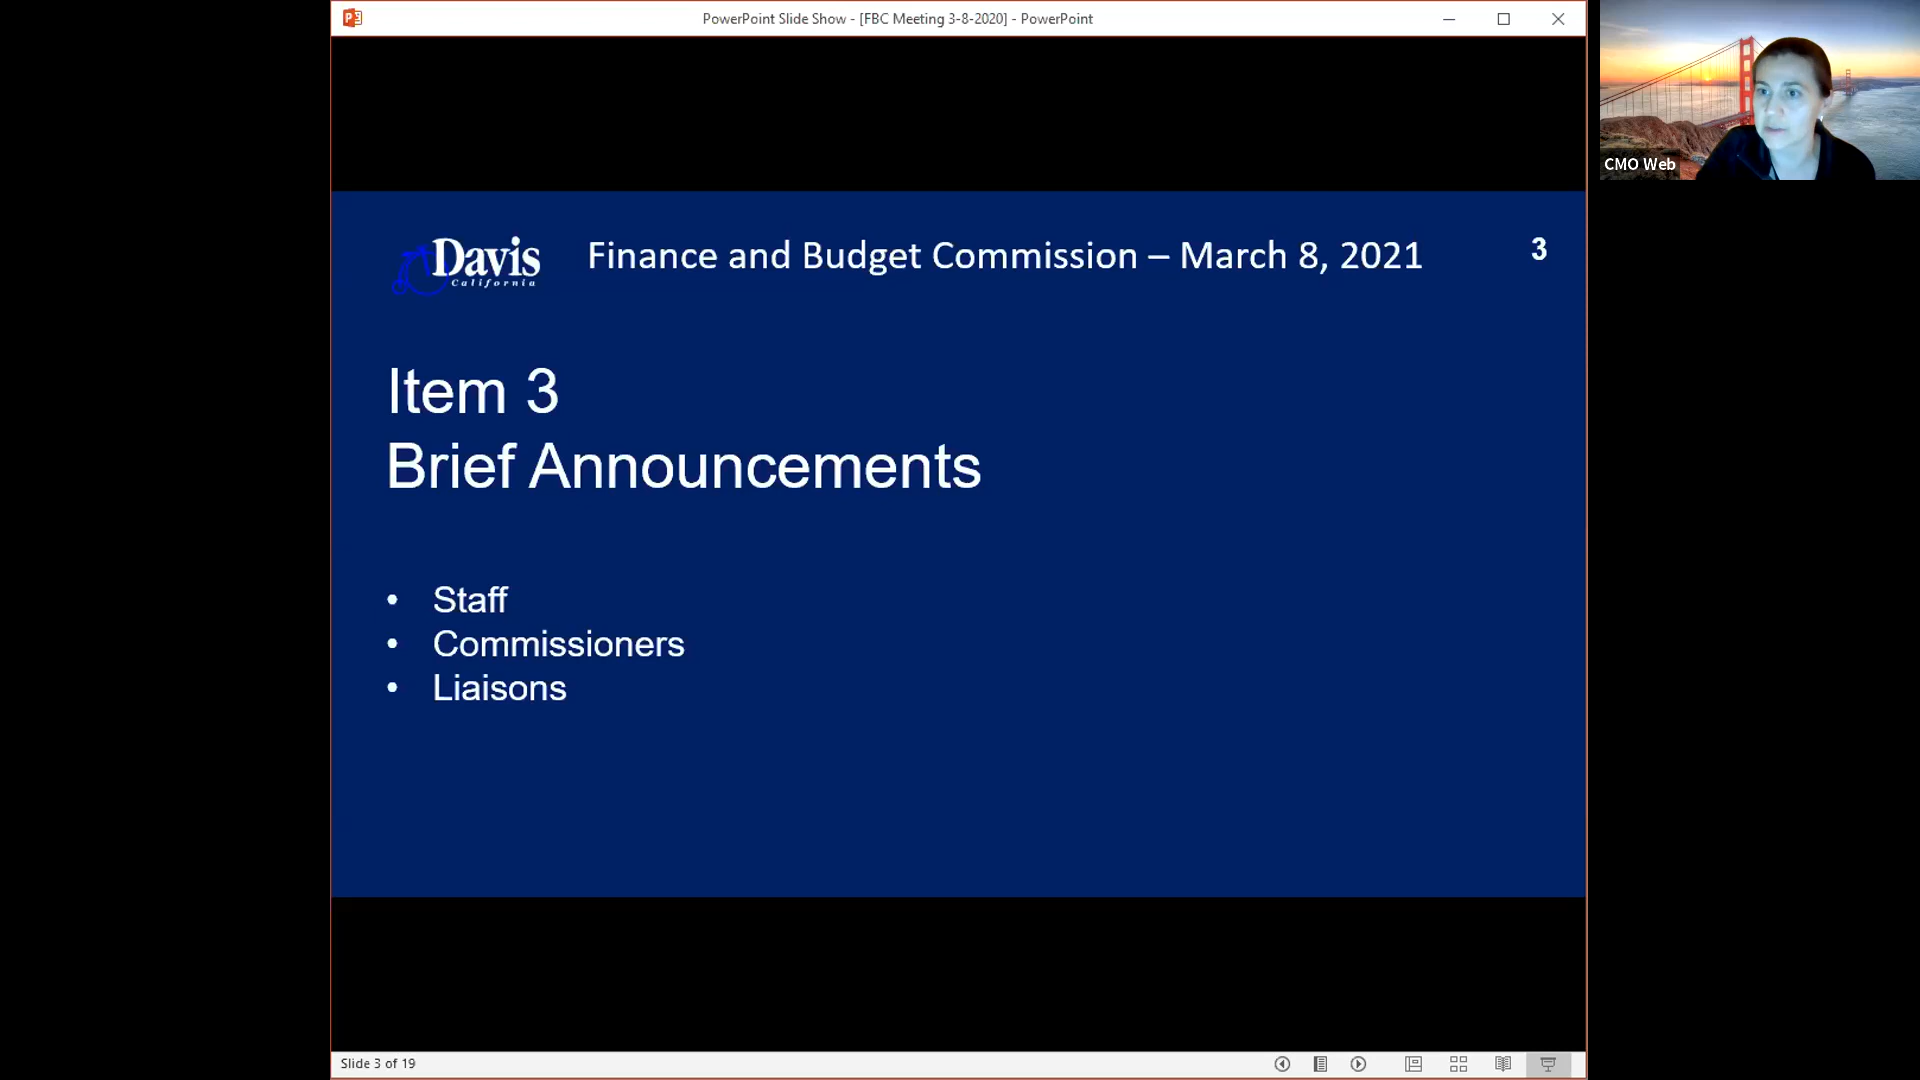 PowerPoint Slide Show - [FBC Meeting 3-8-2020] - PowerPoint
CMO Web
Davis
California
Finance and Budget Commission – March 8, 2021
3
Item 3
Brief Announcements
• Staff
• Commissioners
• Liaisons
Slide 3 of 19